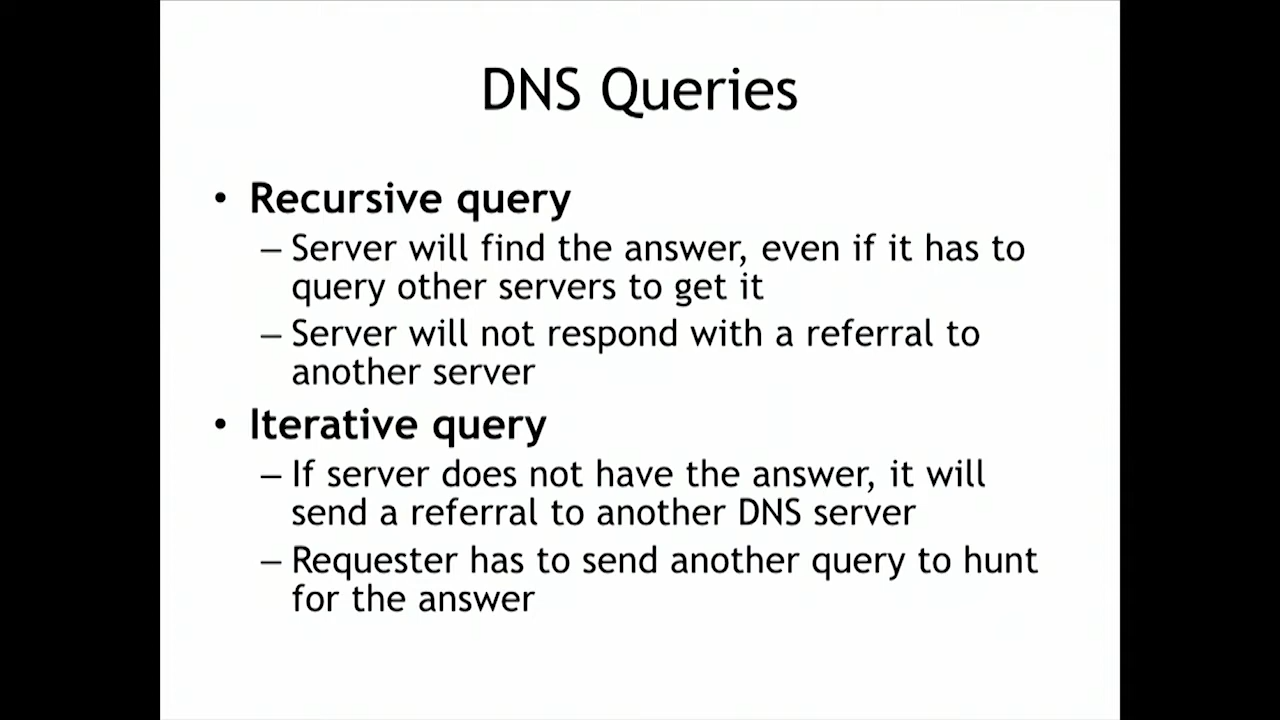 DNS Queries
• Recursive query
– Server will find the answer, even if it has to
query other servers to get it
– Server will not respond with a referral to
another server
• Iterative query
– If server does not have the answer, it will
send a referral to another DNS server
– Requester has to send another query to hunt
for the answer